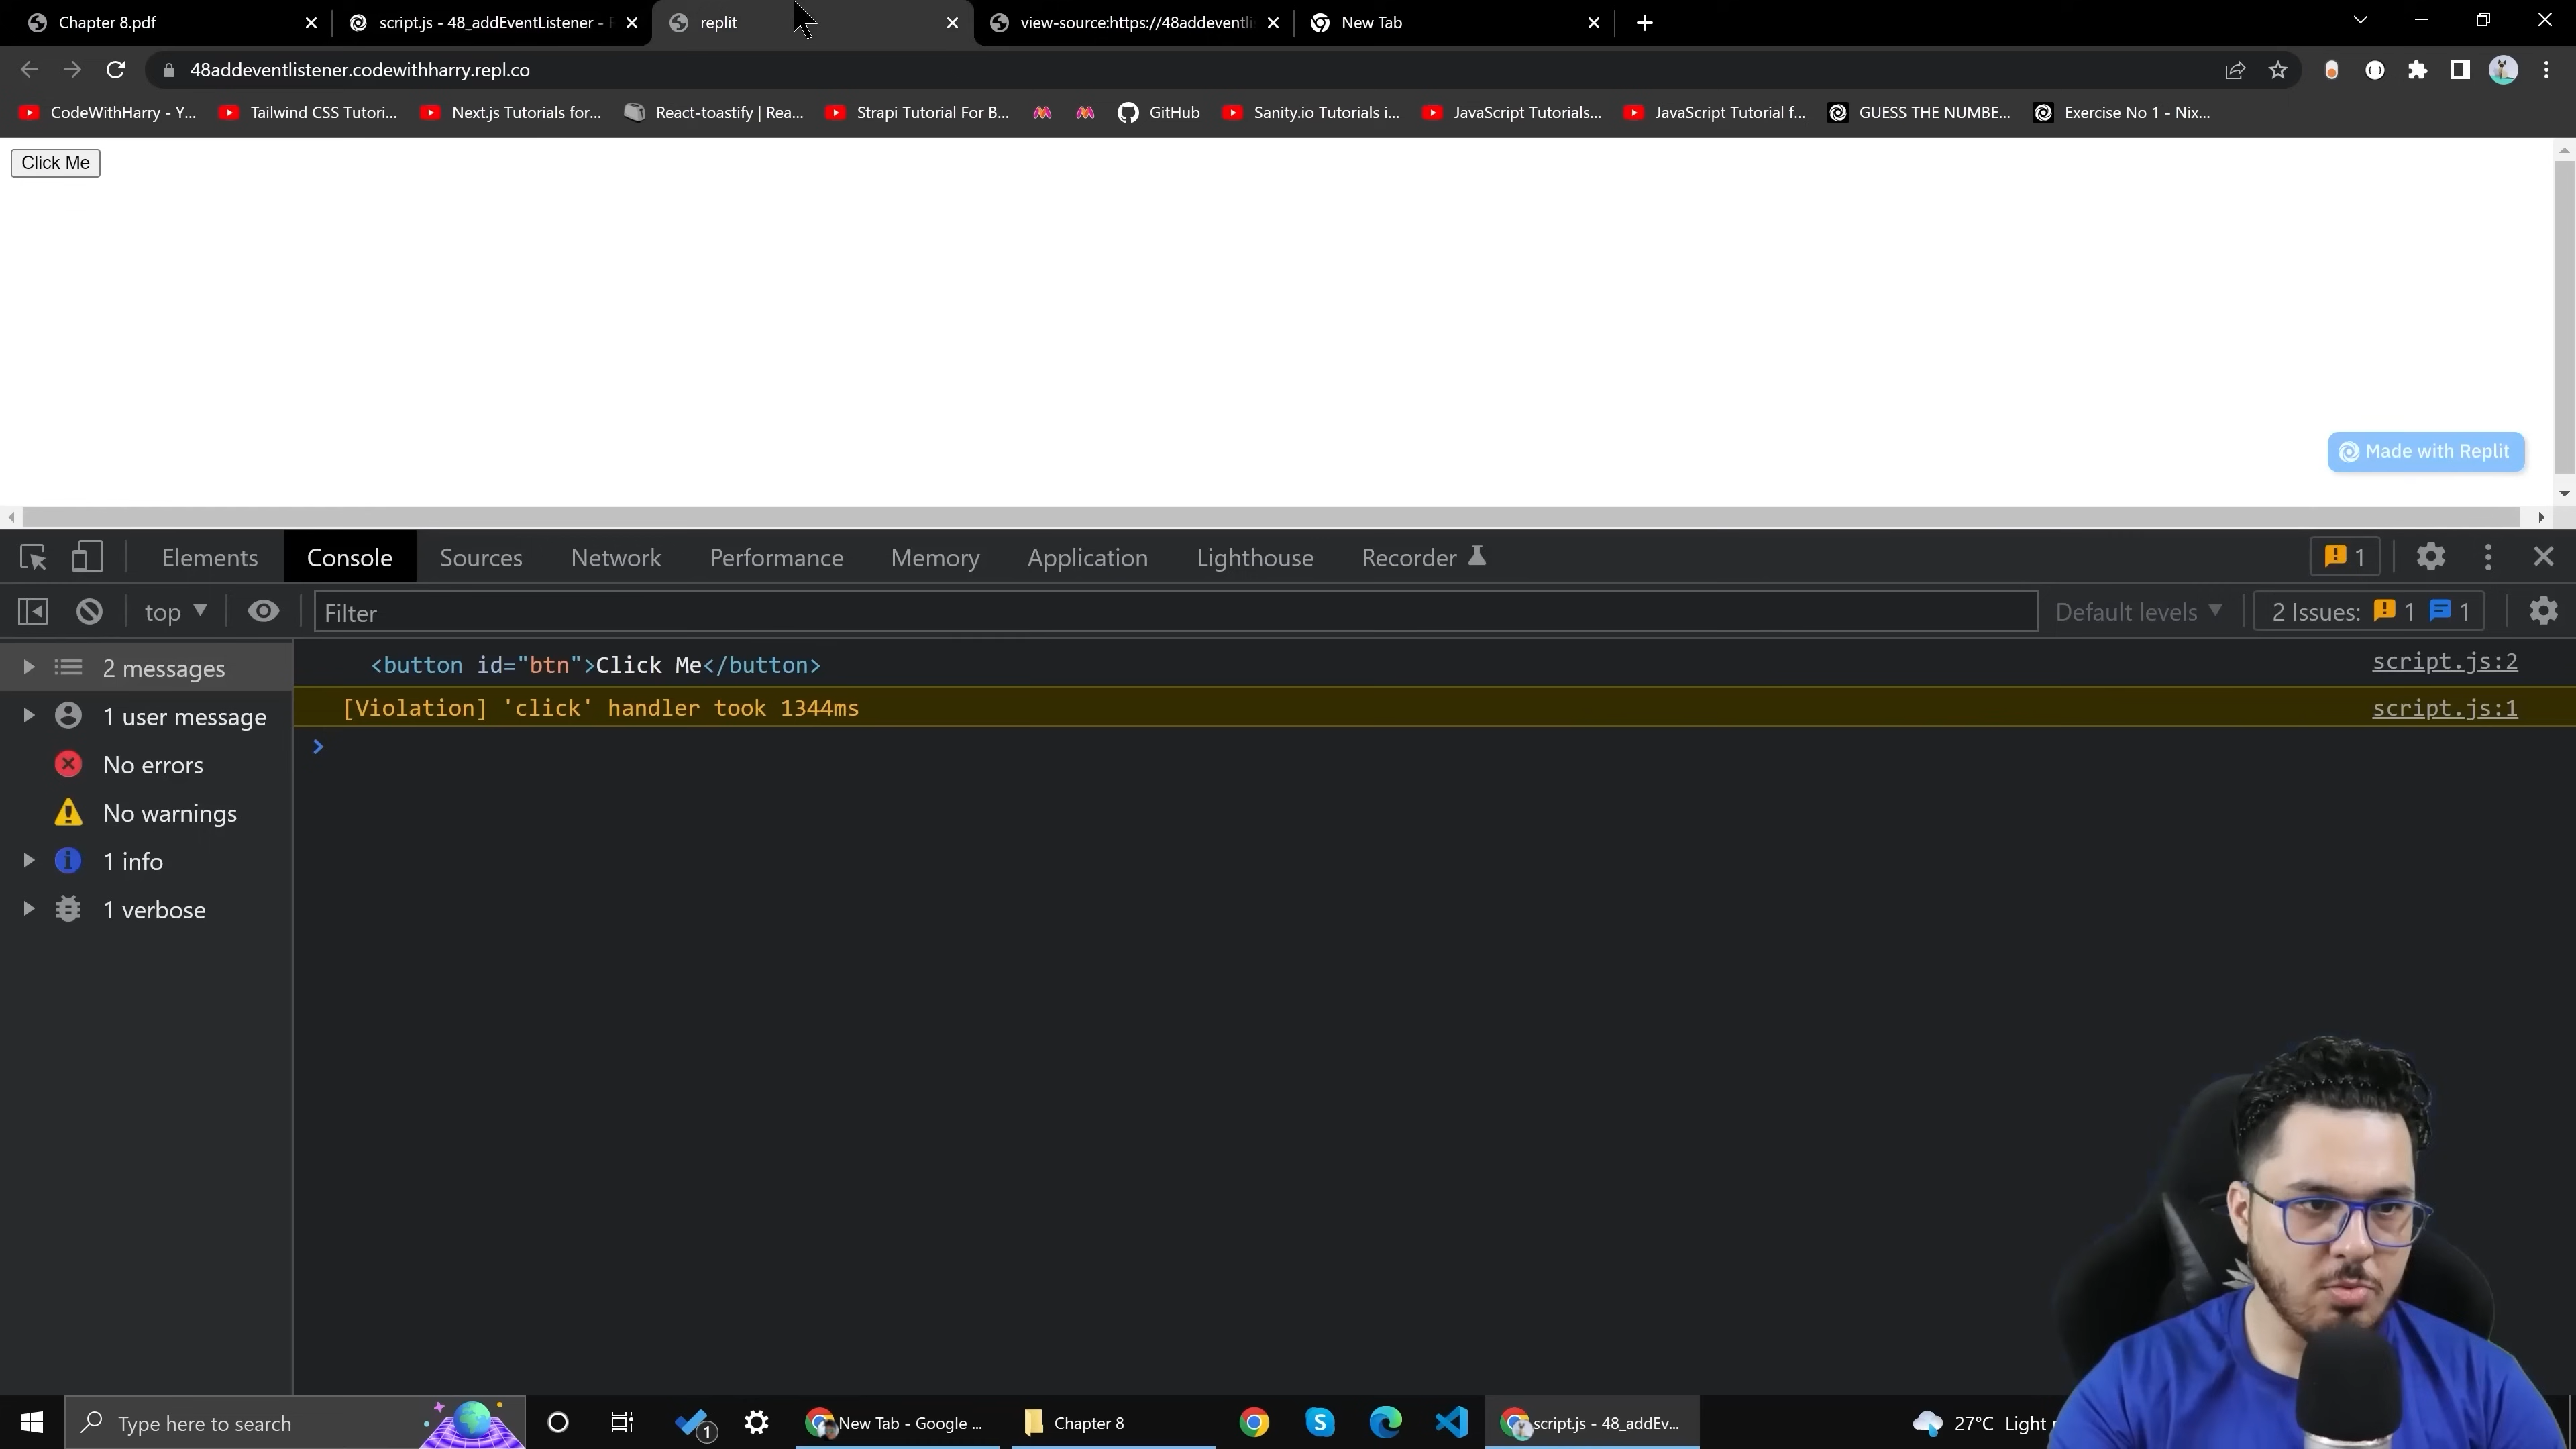 Chapter 8.pdf
script.js - 48_addEventListener -
replit
view-source:https://48addeventli
New Tab
48addeventlistener.codewithharry.repl.co
CodeWithHarry - Y...
Tailwind CSS Tutori...
Next.js Tutorials for...
React-toastify | Rea...
Strapi Tutorial For B...
GitHub
Sanity.io Tutorials i...
JavaScript Tutorials...
JavaScript Tutorial f...
GUESS THE NUMBE...
Exercise No 1 - Nix...
Click Me
Made with Replit
Elements
Console
Sources
Network
Performance
Memory
Application
Lighthouse
Recorder
1
top
Filter
Default levels
2 Issues: 1 1
2 messages
1 user message
No errors
No warnings
1 info
1 verbose
<button id="btn">Click Me</button>
script.js:2
[Violation] 'click' handler took 1344ms
script.js:1
>
Type here to search
1
New Tab - Google ...
Chapter 8
script.js - 48_addEv...
27°C Light